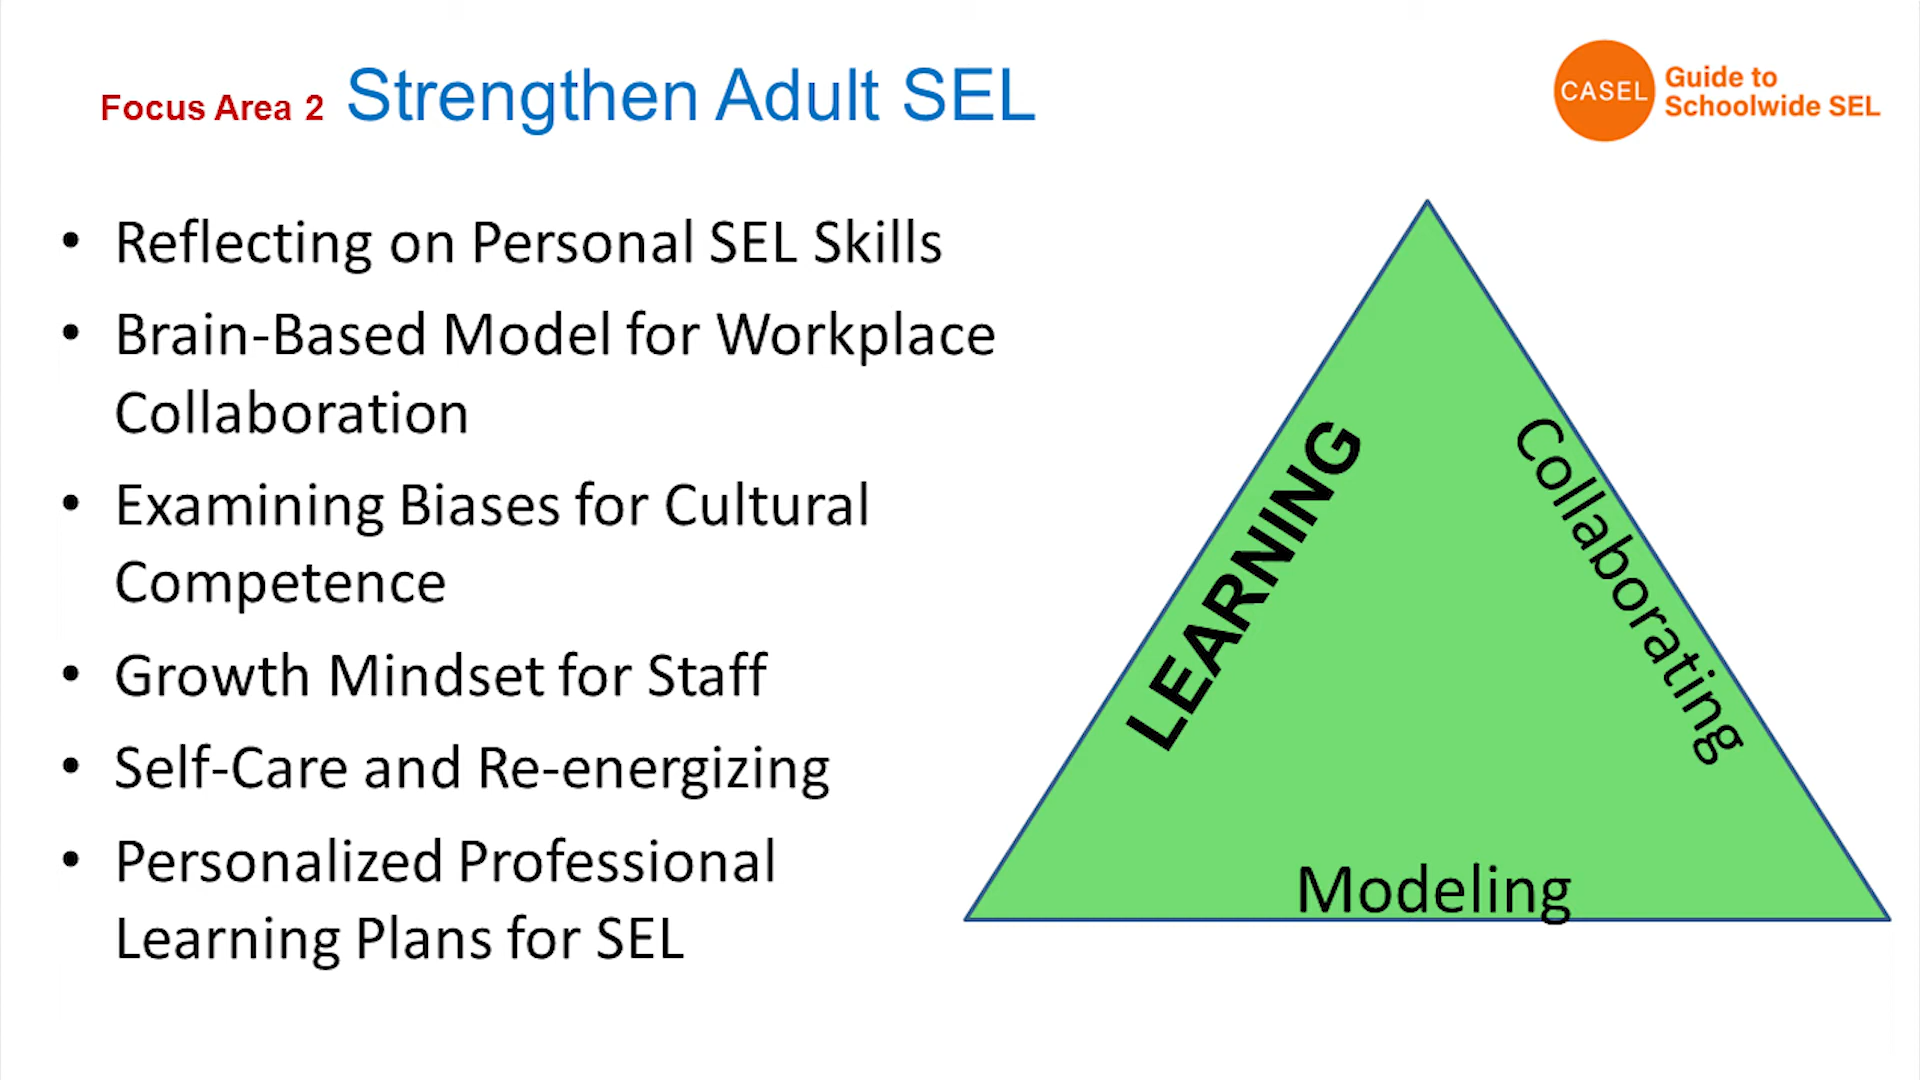 Focus Area 2 Strengthen Adult SEL
CASEL
Guide to
Schoolwide SEL
• Reflecting on Personal SEL Skills
• Brain-Based Model for Workplace
Collaboration
• Examining Biases for Cultural
Competence
• Growth Mindset for Staff
• Self-Care and Re-energizing
• Personalized Professional
Learning Plans for SEL
LEARNING
Collaborating
Modeling